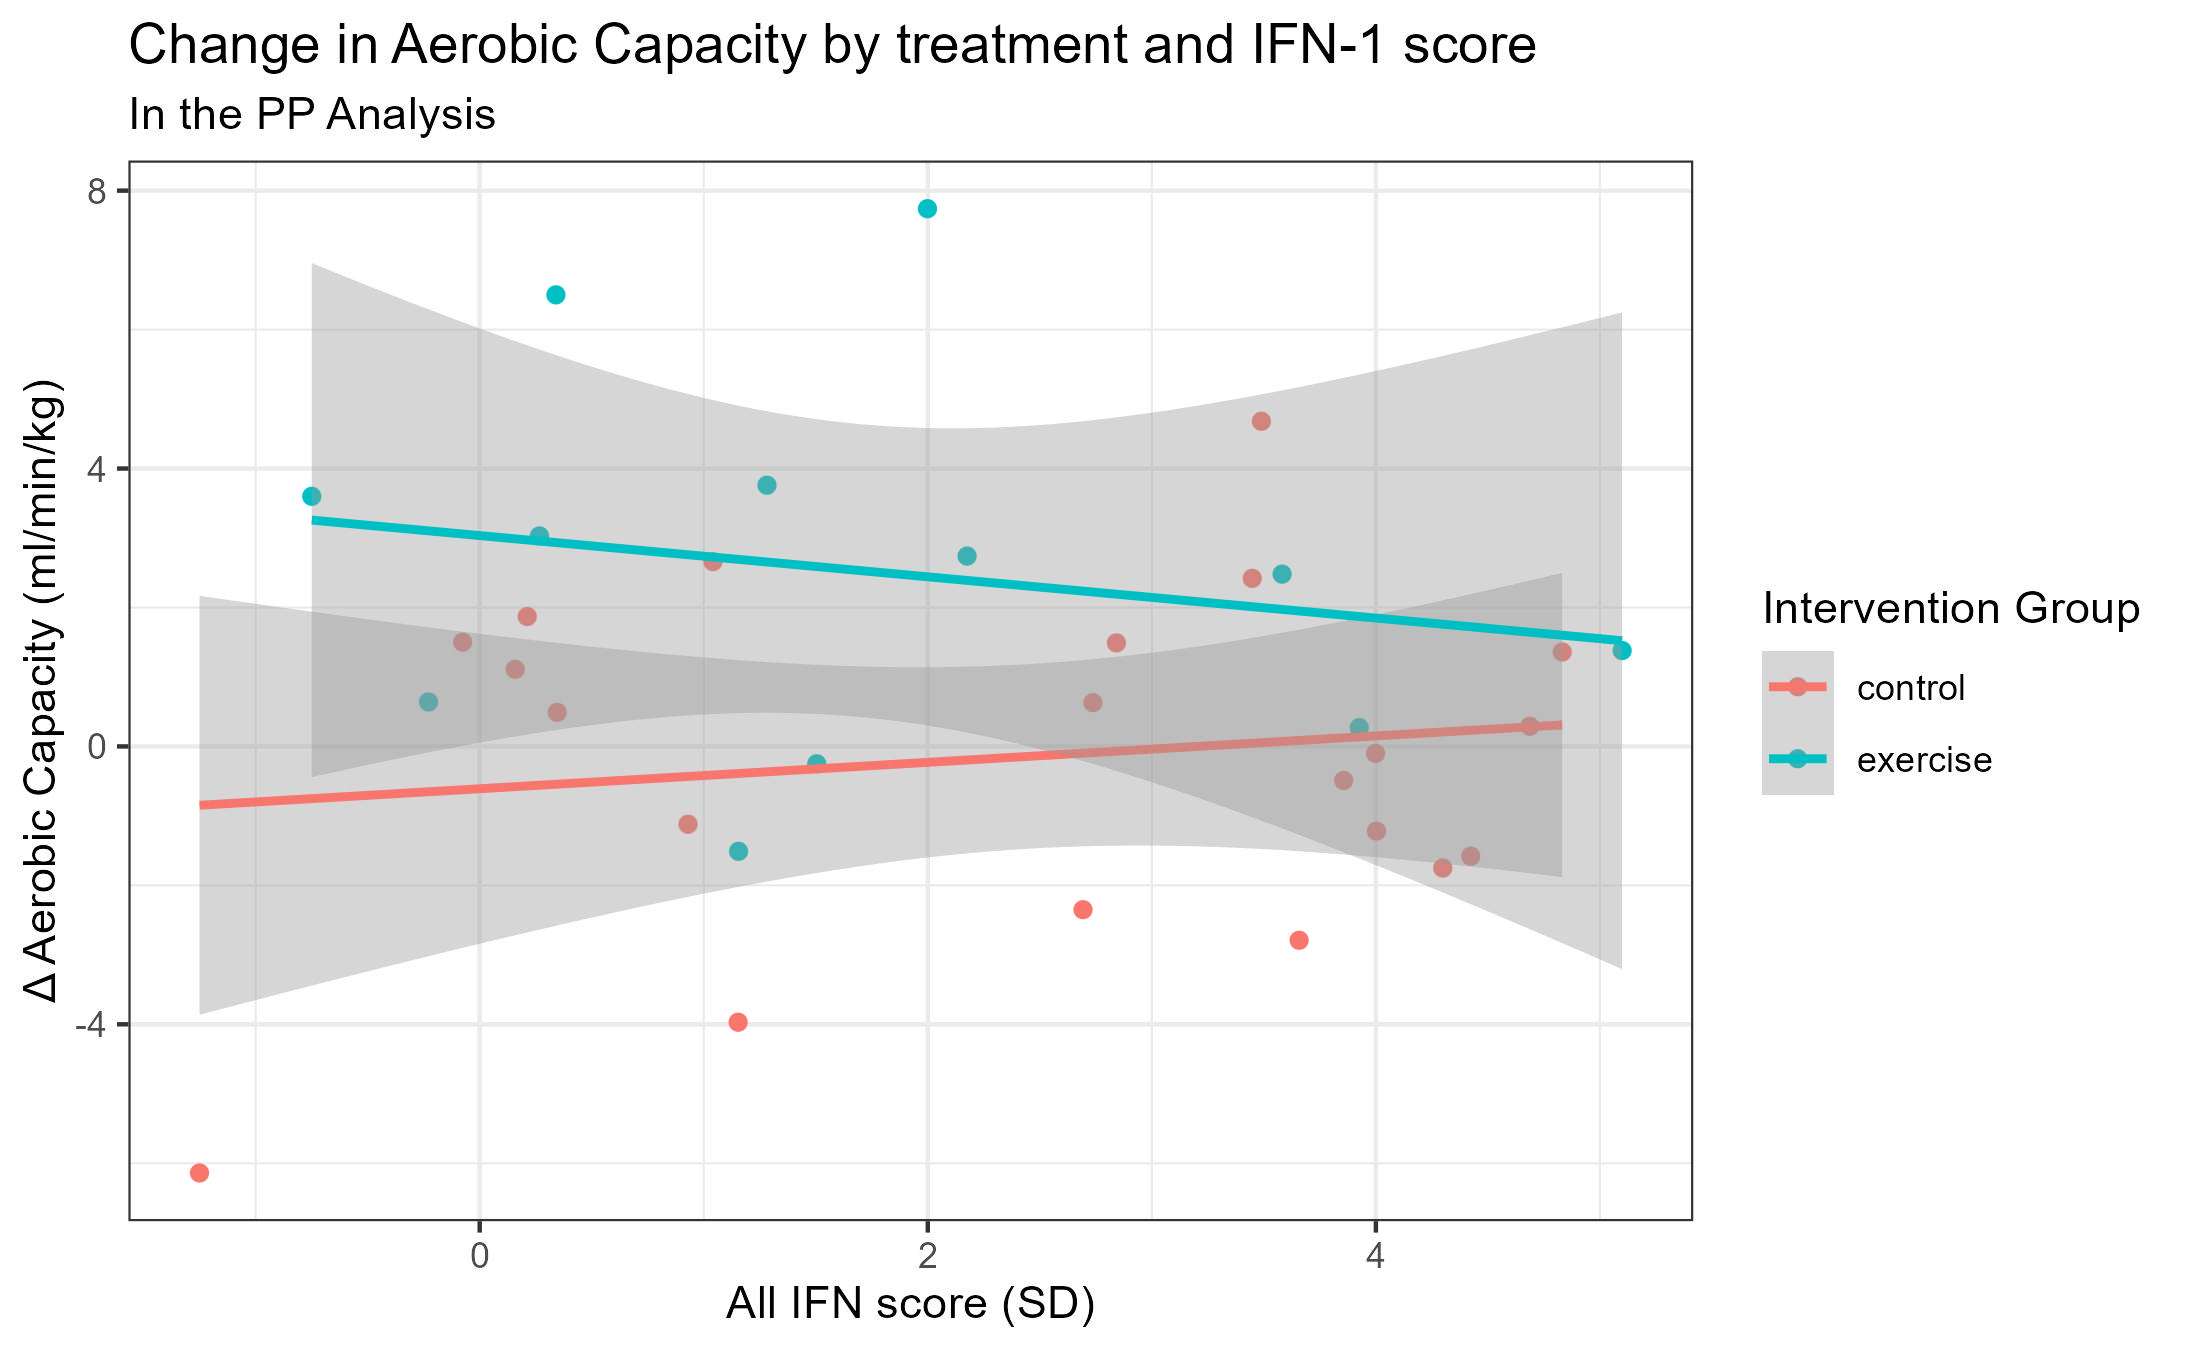 Change in Aerobic Capacity by treatment and IFN-1 score
In the PP Analysis
8
4
0
-4
Δ Aerobic Capacity (ml/min/kg)
0 2 4
All IFN score (SD)
Intervention Group
control
exercise